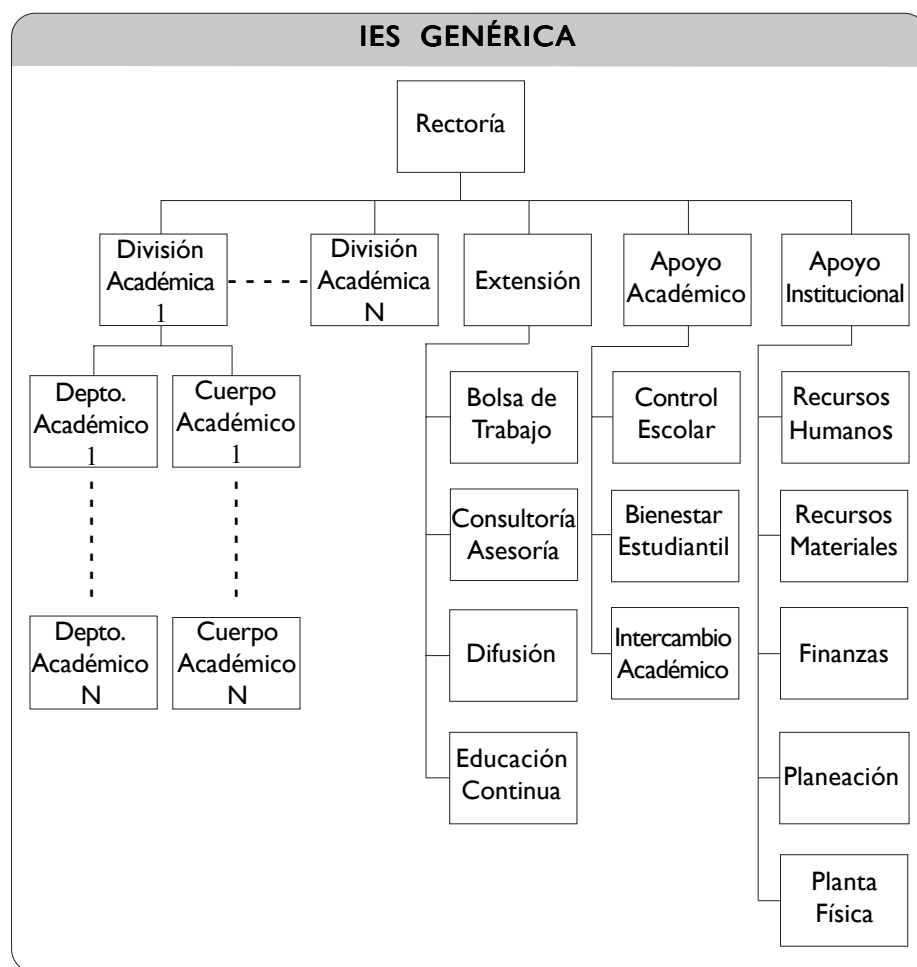 IES GENÉRICA
Rectoría
División
Académica
1
División
Académica
N
Extensión
Apoyo
Académico
Apoyo
Institucional
Depto.
Académico
1
Cuerpo
Académico
1
Bolsa de
Trabajo
Control
Escolar
Recursos
Humanos
Consultoría
Asesoría
Bienestar
Estudiantil
Recursos
Materiales
Depto.
Académico
N
Cuerpo
Académico
N
Difusión
Intercambio
Académico
Finanzas
Educación
Continua
Planeación
Planta
Física